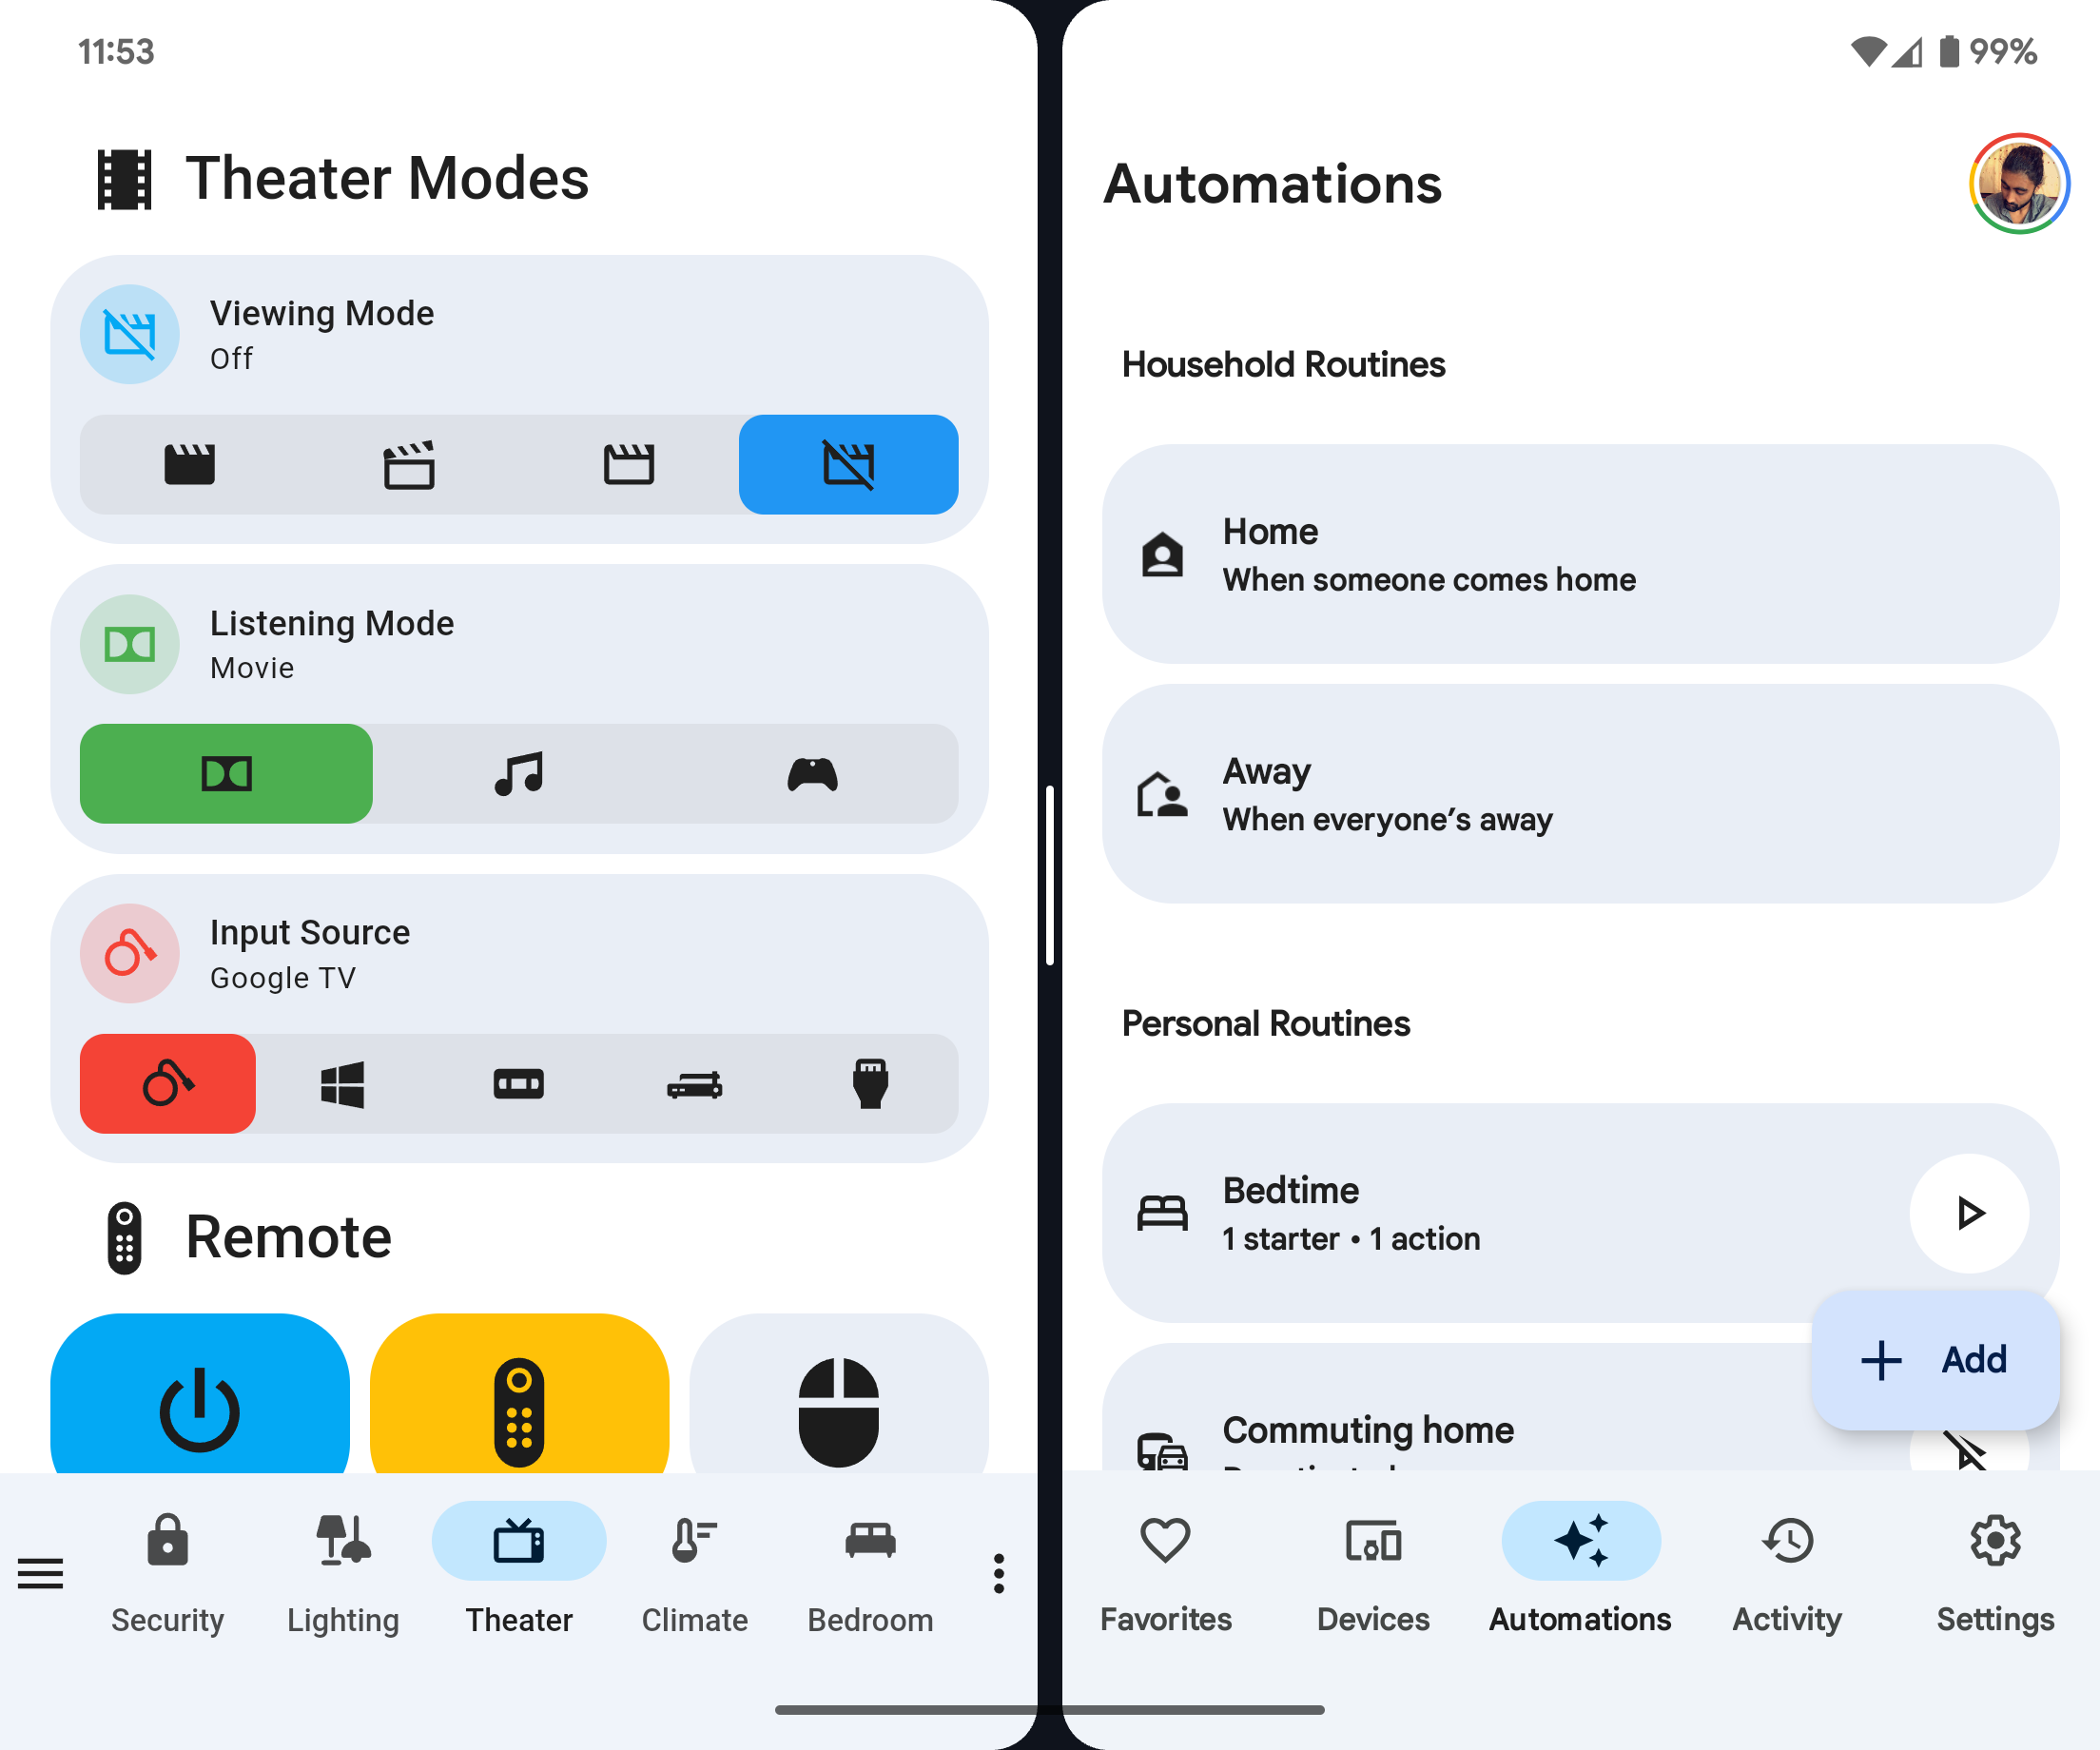 11:53
Theater Modes
Viewing Mode
Off
Listening Mode
Movie
Input Source
Google TV
Remote
Security
Lighting
Theater
Climate
Bedroom
99%
Automations
Household Routines
Home
When someone comes home
Away
When everyone’s away
Personal Routines
Bedtime
1 starter • 1 action
Add
Commuting home
Favorites
Devices
Automations
Activity
Settings